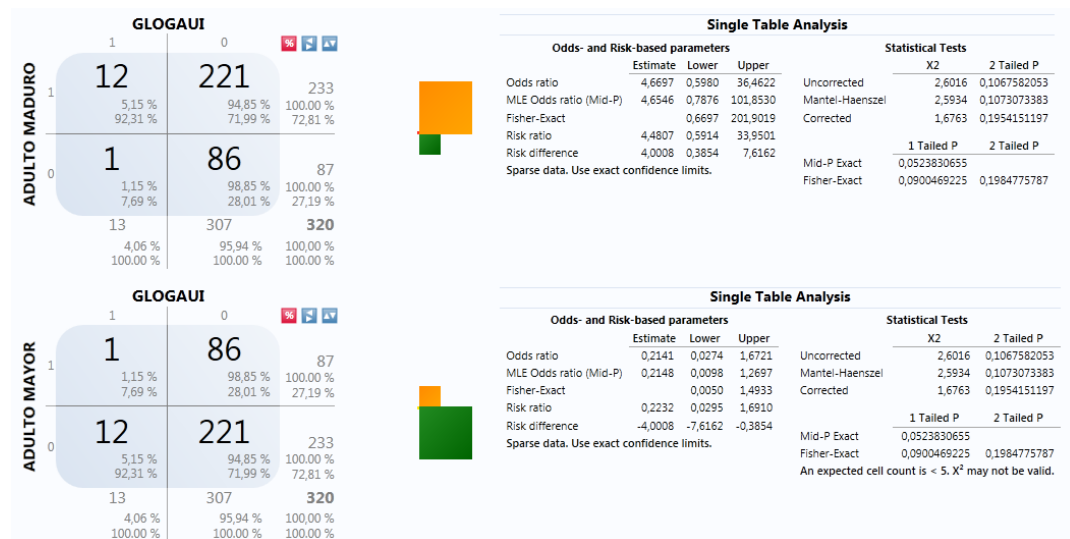 GLOGAUI
1 0 %
ADULTO MADURO
1 12 221 233
5,15 % 94,85 % 100.00 %
92,31 % 71,99 % 72,81 %
0 1 86 87
1,15 % 98,85 % 100.00 %
7,69 % 28,01 % 27,19 %
13 307 320
4,06 % 95,94 % 100,00 %
100.00 % 100.00 % 100.00 %
Single Table Analysis
Odds- and Risk-based parameters
Estimate Lower Upper
Odds ratio 4,6697 0,5980 36,4622
MLE Odds ratio (Mid-P) 4,6546 0,7876 101,8530
Fisher-Exact 0,6697 201,9019
Risk ratio 4,4807 0,5914 33,9501
Risk difference 4,0008 0,3854 7,6162
Sparse data. Use exact confidence limits.
Statistical Tests
X2 2 Tailed P
Uncorrected 2,6016 0,1067582053
Mantel-Haenszel 2,5934 0,1073073383
Corrected 1,6763 0,1954151197
1 Tailed P 2 Tailed P
Mid-P Exact 0,0523830655
Fisher-Exact 0,0900469225 0,1984775787
GLOGAUI
1 0 %
ADULTO MAYOR
1 1 86 87
1,15 % 98,85 % 100.00 %
7,69 % 28,01 % 27,19 %
0 12 221 233
5,15 % 94,85 % 100.00 %
92,31 % 71,99 % 72,81 %
13 307 320
4,06 % 95,94 % 100,00 %
100.00 % 100.00 % 100.00 %
Single Table Analysis
Odds- and Risk-based parameters
Estimate Lower Upper
Odds ratio 0,2141 0,0274 1,6721
MLE Odds ratio (Mid-P) 0,2148 0,0098 1,2697
Fisher-Exact 0,0050 1,4933
Risk ratio 0,2232 0,0295 1,6910
Risk difference -4,0008 -7,6162 -0,3854
Sparse data. Use exact confidence limits.
Statistical Tests
X2 2 Tailed P
Uncorrected 2,6016 0,1067582053
Mantel-Haenszel 2,5934 0,1073073383
Corrected 1,6763 0,1954151197
1 Tailed P 2 Tailed P
Mid-P Exact 0,0523830655
Fisher-Exact 0,0900469225 0,1984775787
An expected cell count is < 5. X² may not be valid.